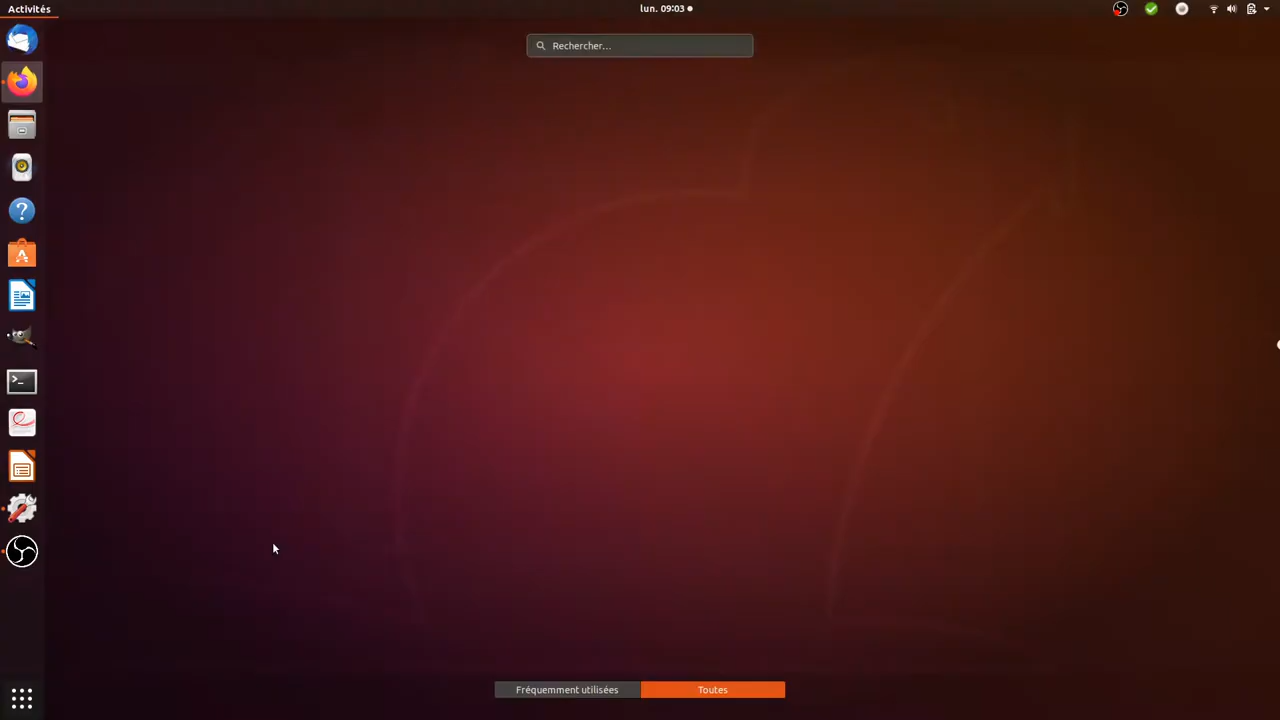 Activités
lun. 09:03
Rechercher...
Fréquemment utilisées
Toutes